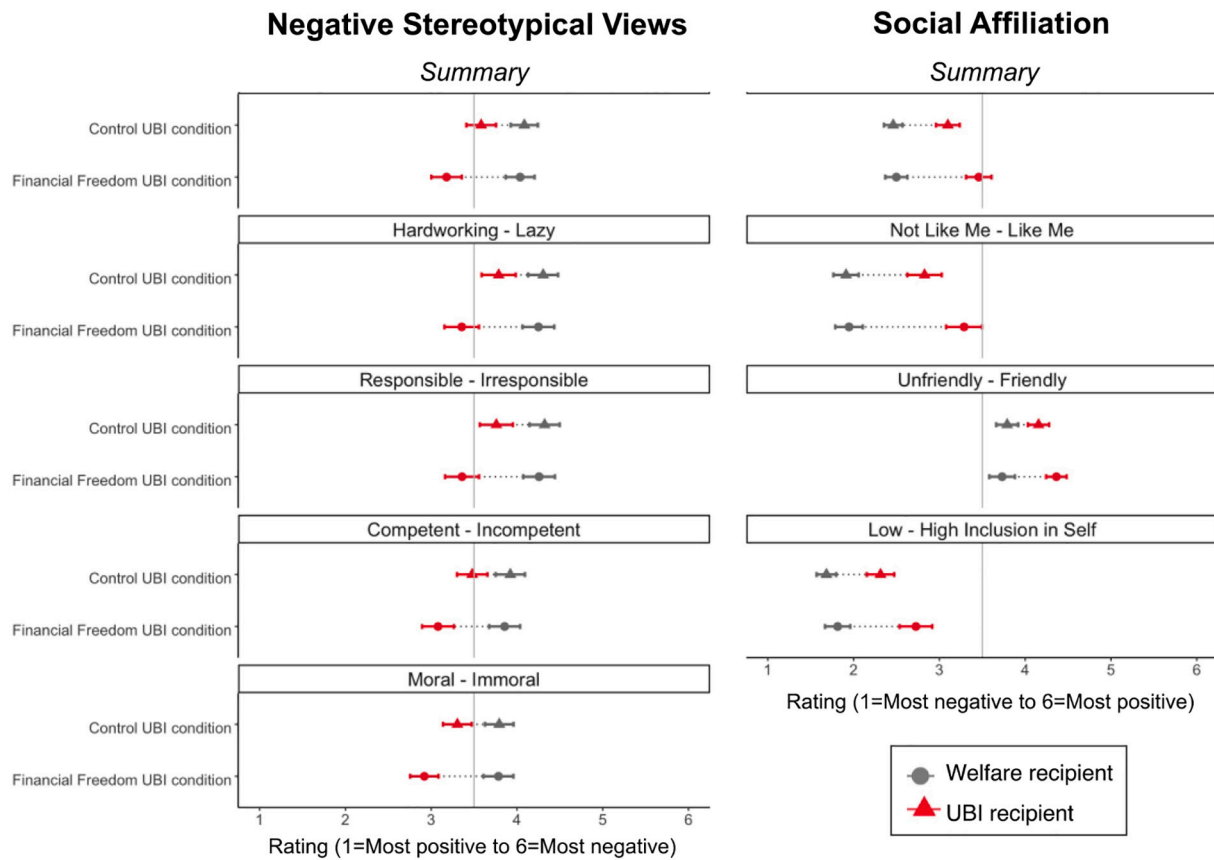 Negative Stereotypical Views
Summary
Control UBI condition
Financial Freedom UBI condition
Hardworking - Lazy
Control UBI condition
Financial Freedom UBI condition
Responsible - Irresponsible
Control UBI condition
Financial Freedom UBI condition
Competent - Incompetent
Control UBI condition
Financial Freedom UBI condition
Moral - Immoral
Control UBI condition
Financial Freedom UBI condition
1 2 3 4 5 6
Rating (1=Most positive to 6=Most negative)
Social Affiliation
Summary
Not Like Me - Like Me
Unfriendly - Friendly
Low - High Inclusion in Self
1 2 3 4 5 6
Rating (1=Most negative to 6=Most positive)
Welfare recipient
UBI recipient